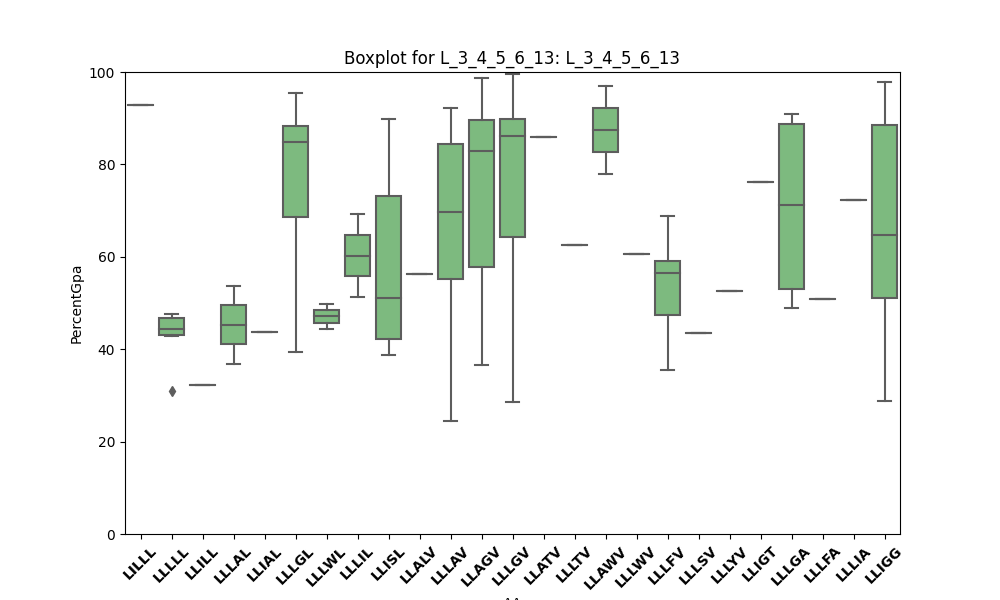 Boxplot for L_3_4_5_6_13: L_3_4_5_6_13
100
80
60
40
20
0
PercentGpa
LILLL
LLLLL
LLILL
LLLAL
LLIAL
LLLGL
LLLWL
LLLIL
LLISL
LLALV
LLLAV
LLAGV
LLLGV
LLATV
LLLTV
LLAWV
LLLWV
LLLFV
LLLSV
LLLYV
LLIGT
LLLGA
LLLFA
LLLIA
LLIGG